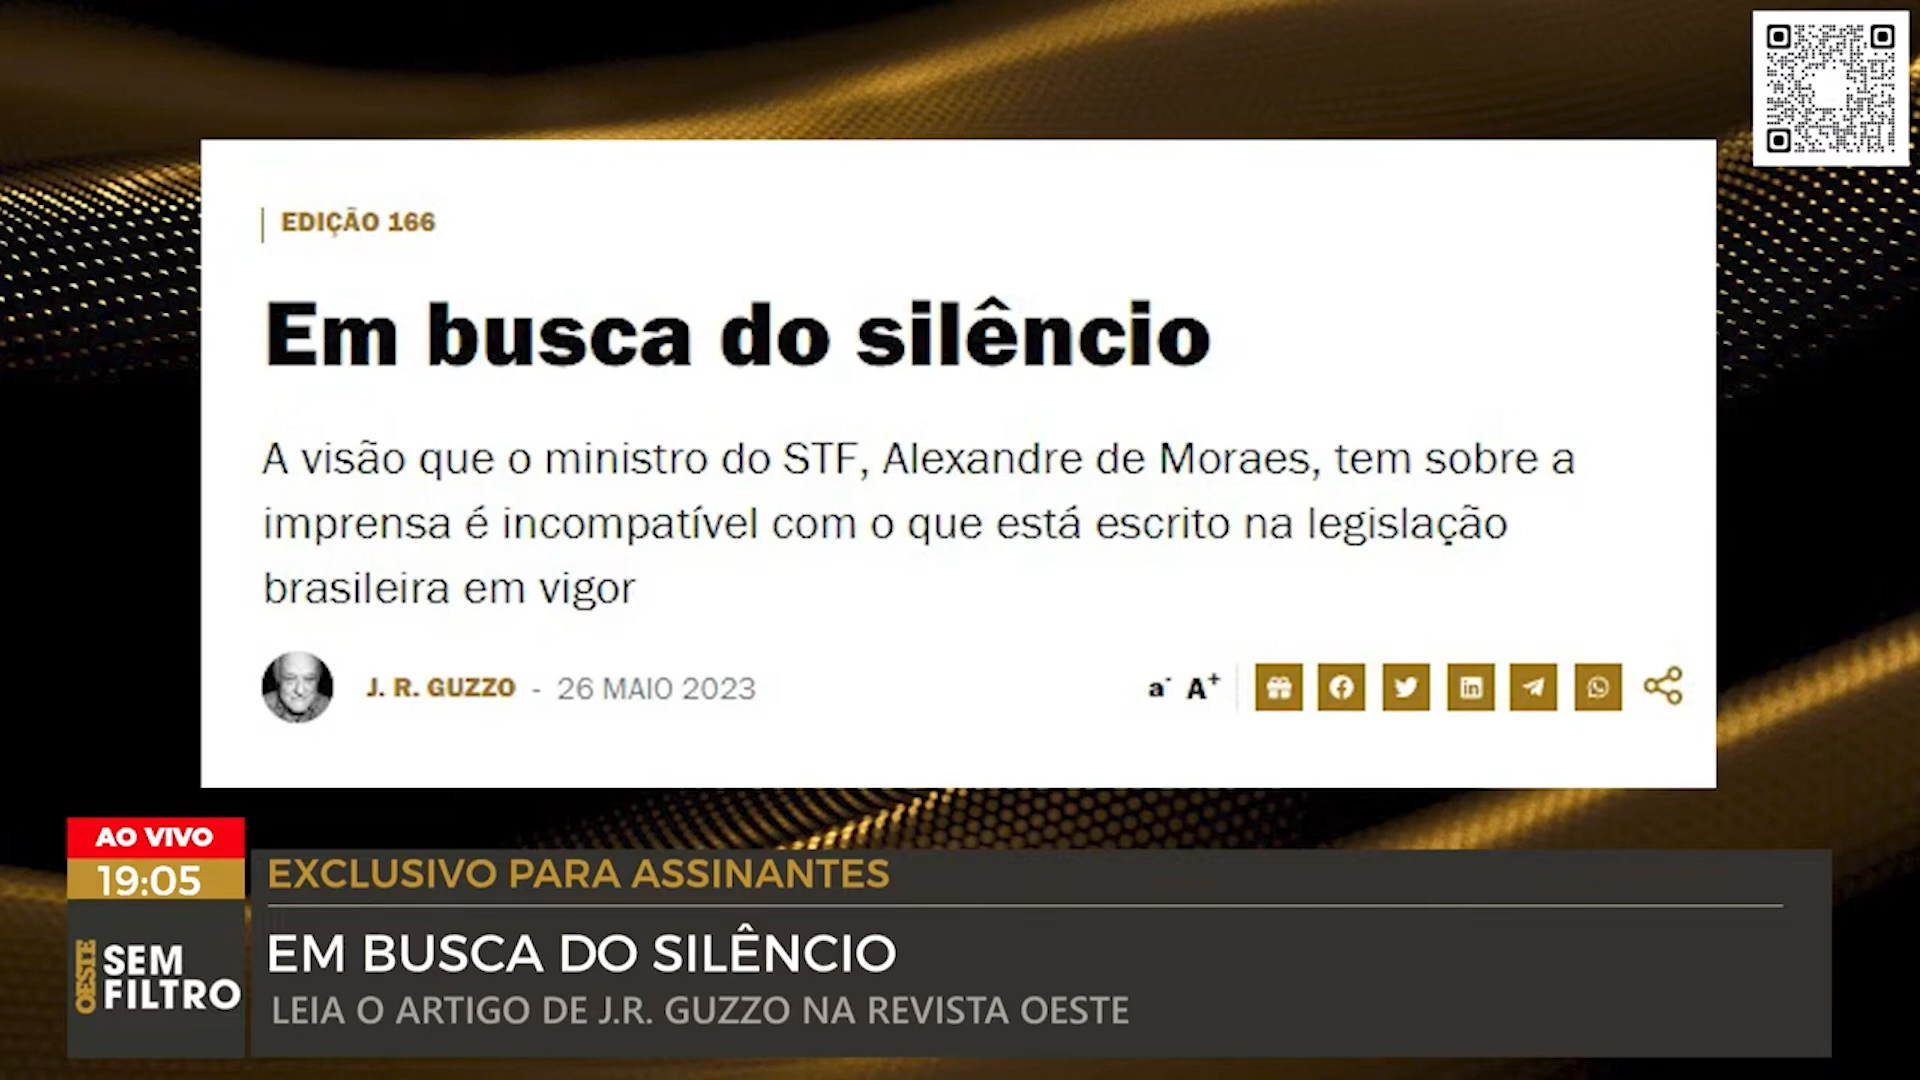 EDIÇÃO 166
Em busca do silêncio
A visão que o ministro do STF, Alexandre de Moraes, tem sobre a
imprensa é incompatível com o que está escrito na legislação
brasileira em vigor
J. R. GUZZO - 26 MAIO 2023
a- A+
AO VIVO
19:05
EXCLUSIVO PARA ASSINANTES
OESTE
SEM
FILTRO
EM BUSCA DO SILÊNCIO
LEIA O ARTIGO DE J.R. GUZZO NA REVISTA OESTE